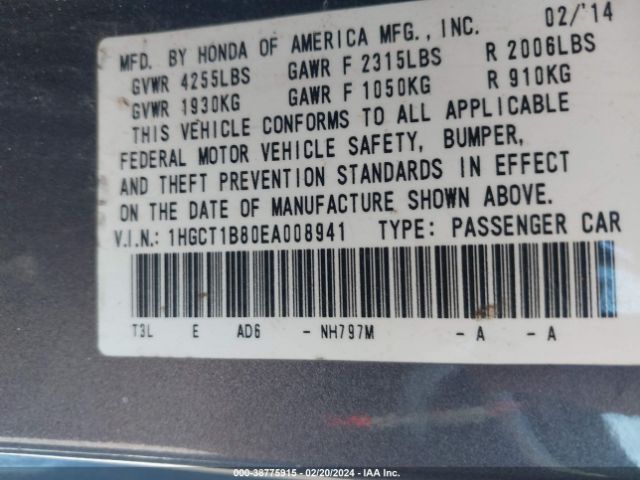 MFD. BY HONDA OF AMERICA MFG., INC. 02/'14
GVWR 4255LBS GAWR F 2315LBS R 2006LBS
GVWR 1930KG GAWR F 1050KG R 910KG
THIS VEHICLE CONFORMS TO ALL APPLICABLE
FEDERAL MOTOR VEHICLE SAFETY, BUMPER,
AND THEFT PREVENTION STANDARDS IN EFFECT
ON THE DATE OF MANUFACTURE SHOWN ABOVE.
V.I.N.: 1HGCT1B80EA008941 TYPE: PASSENGER CAR
T3L E AD6 - NH797M - A - A
000-38775915 - 02/20/2024 - IAA Inc.